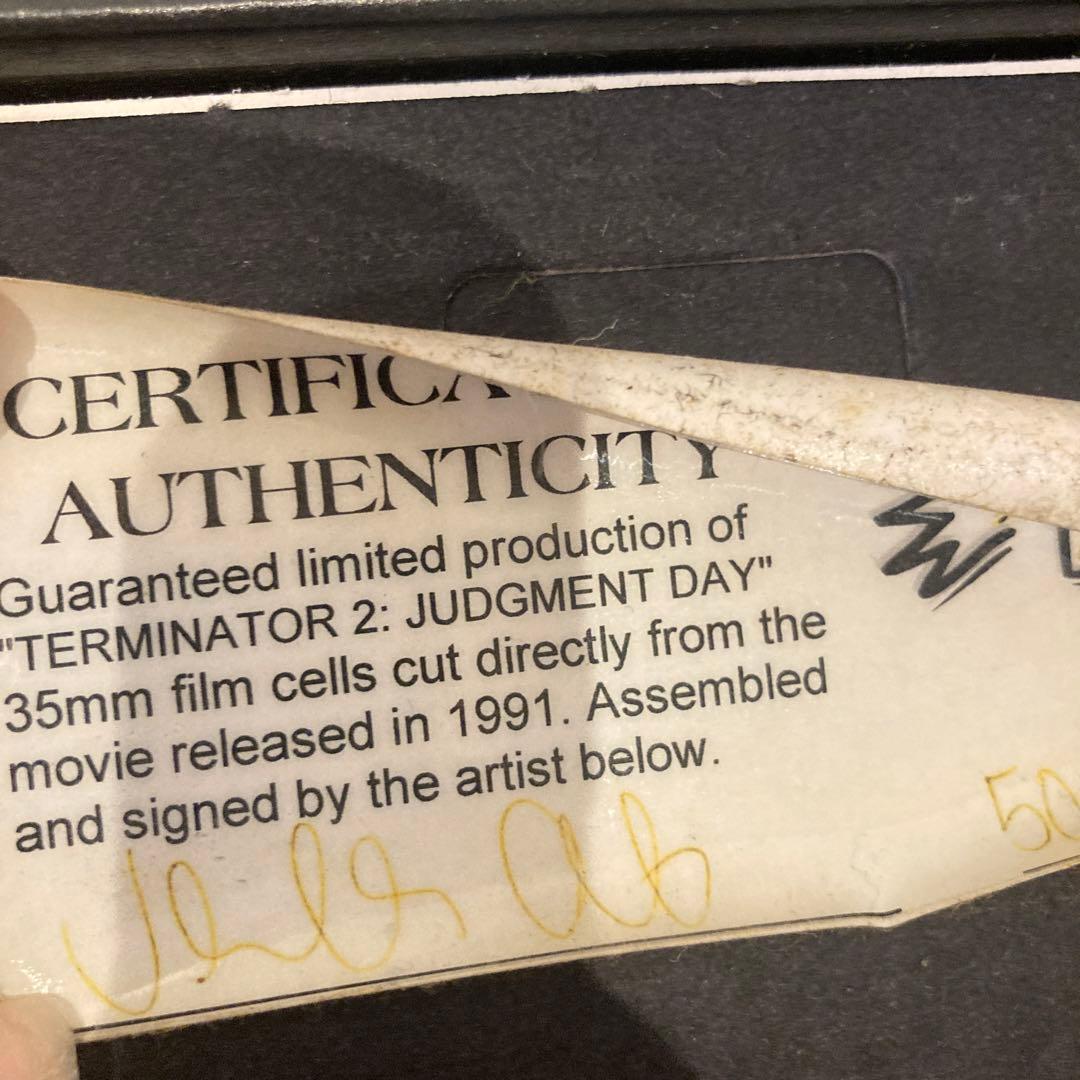 CERTIFICA
AUTHENTICITY
Guaranteed limited production of
"TERMINATOR 2: JUDGMENT DAY"
35mm film cells cut directly from the
movie released in 1991. Assembled
and signed by the artist below.
50